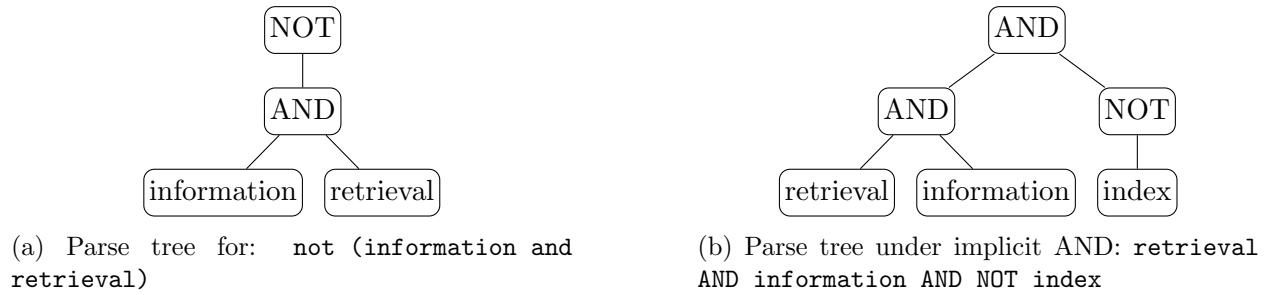 NOT
AND
information retrieval
(a) Parse tree for: not (information and
retrieval)
AND
AND NOT
retrieval information index
(b) Parse tree under implicit AND: retrieval
AND information AND NOT index